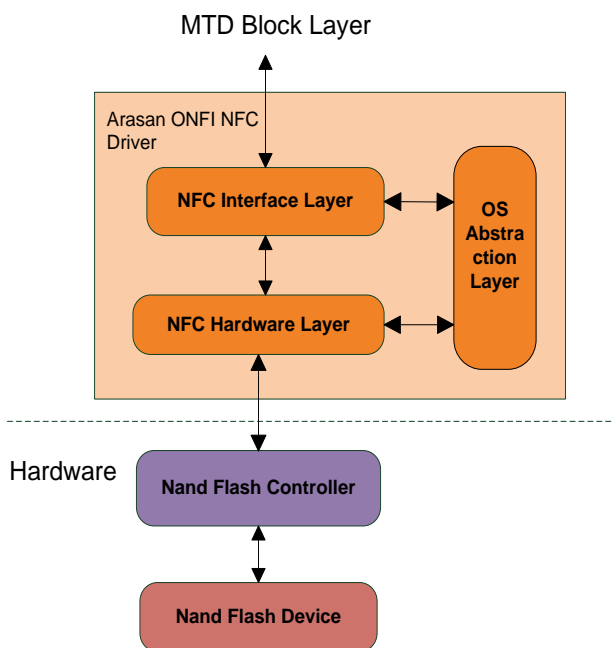 MTD Block Layer
Arasan ONFI NFC
Driver
NFC Interface Layer
OS
Abstra
ction
Layer
NFC Hardware Layer
Hardware
Nand Flash Controller
Nand Flash Device